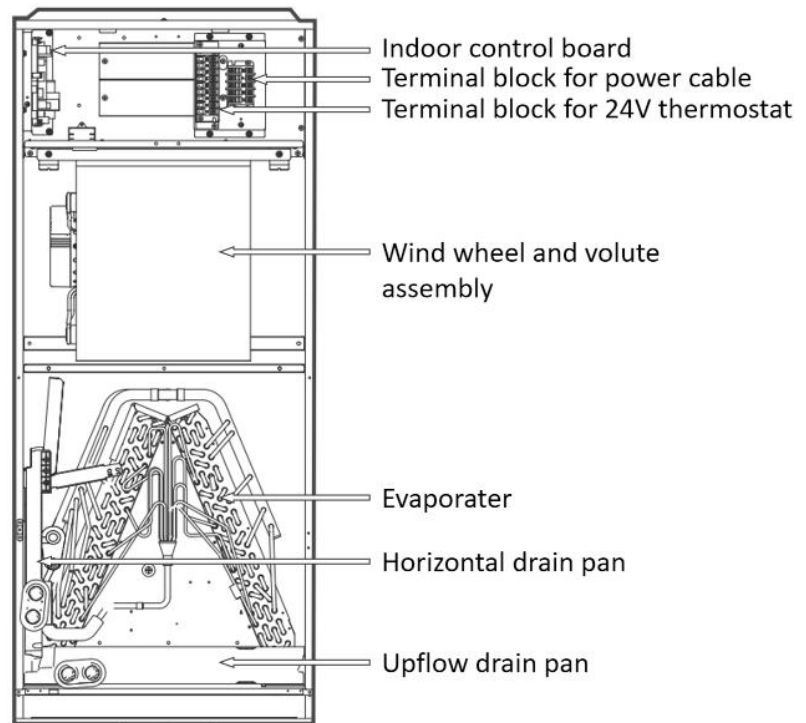 Indoor control board
Terminal block for power cable
Terminal block for 24V thermostat
Wind wheel and volute
assembly
Evaporater
Horizontal drain pan
Upflow drain pan